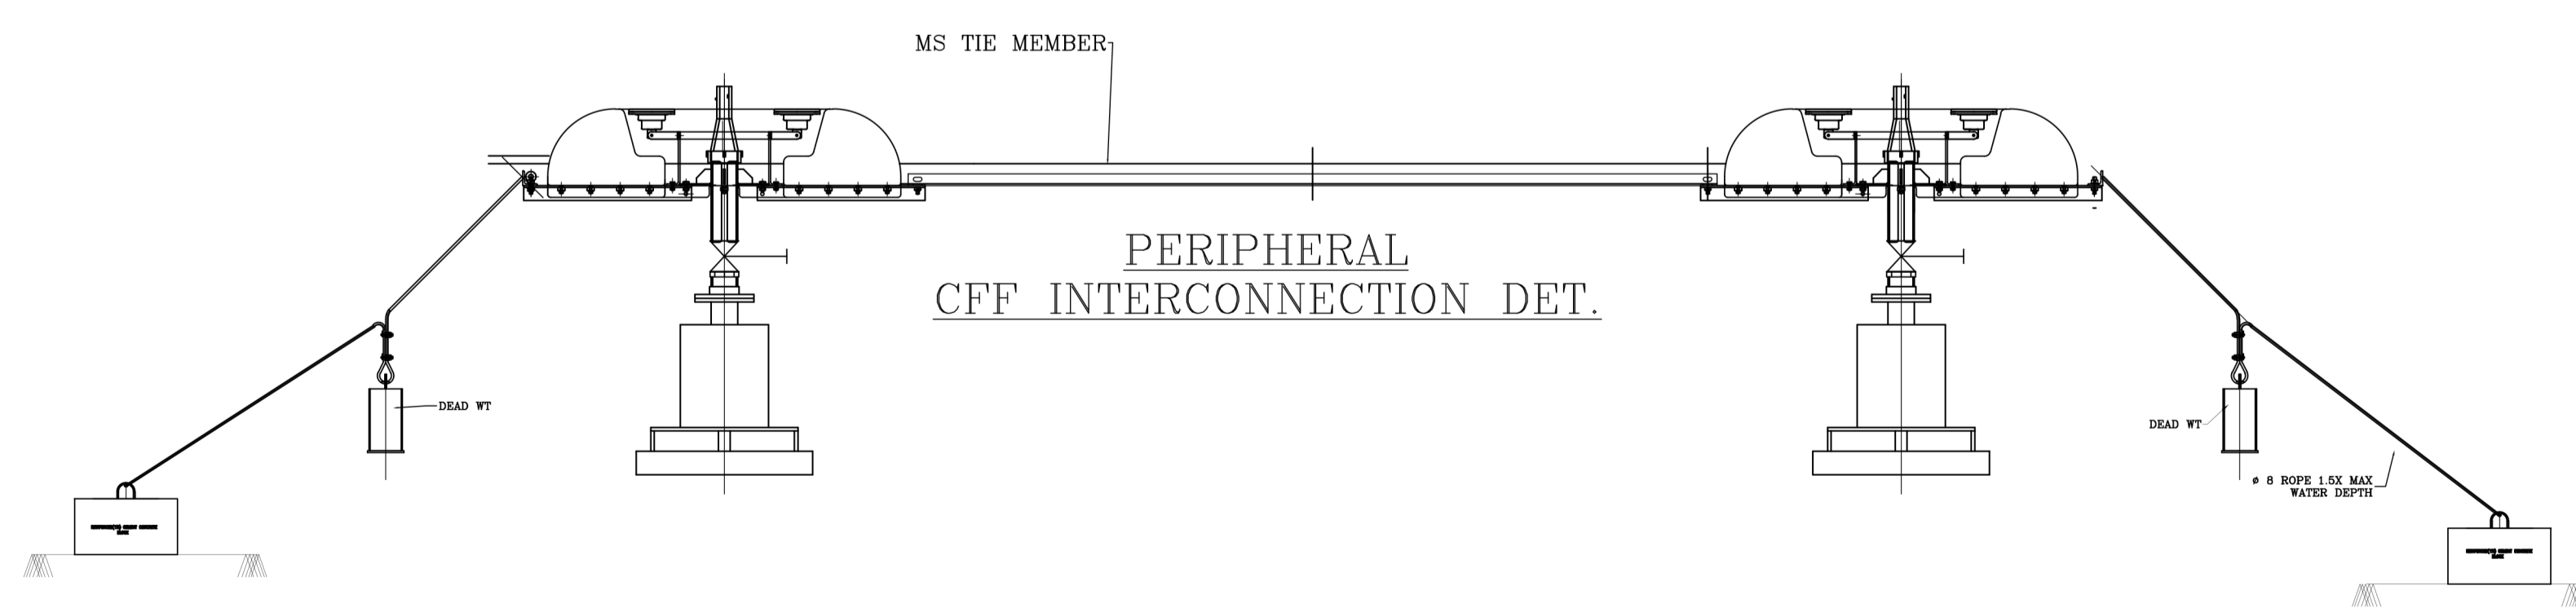 MS TIE MEMBER
PERIPHERAL
CFF INTERCONNECTION DET.
DEAD WT
DEAD WT
ø 8 ROPE 1.5X MAX
WATER DEPTH